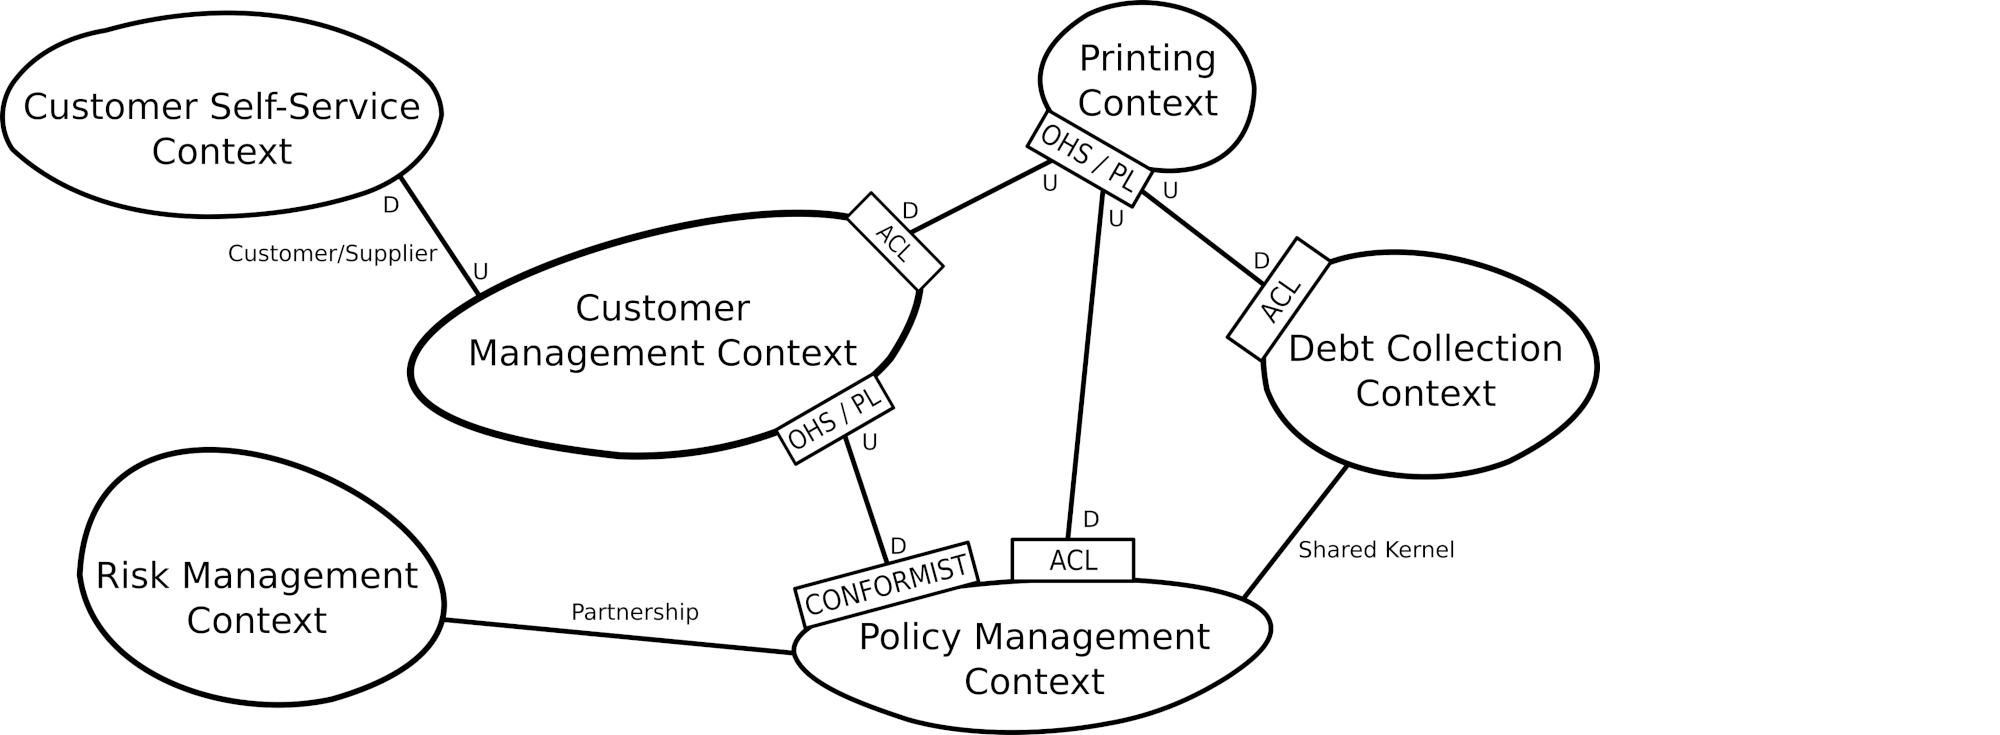 Printing
Context
OHS / PL
U
U
U
Customer Self-Service
Context
D
Customer/Supplier
U
D
ACL
D
ACL
Customer
Management Context
OHS / PL
U
Debt Collection
Context
D
CONFORMIST
D
ACL
Shared Kernel
Risk Management
Context
Partnership
Policy Management
Context